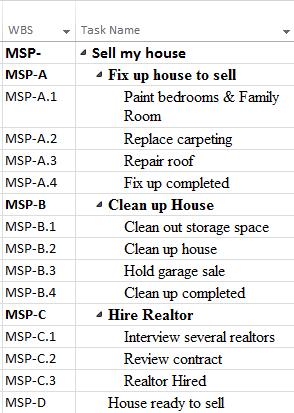 WBS Task Name
MSP- Sell my house
MSP-A Fix up house to sell
MSP-A.1 Paint bedrooms & Family
Room
MSP-A.2 Replace carpeting
MSP-A.3 Repair roof
MSP-A.4 Fix up completed
MSP-B Clean up House
MSP-B.1 Clean out storage space
MSP-B.2 Clean up house
MSP-B.3 Hold garage sale
MSP-B.4 Clean up completed
MSP-C Hire Realtor
MSP-C.1 Interview several realtors
MSP-C.2 Review contract
MSP-C.3 Realtor Hired
MSP-D House ready to sell